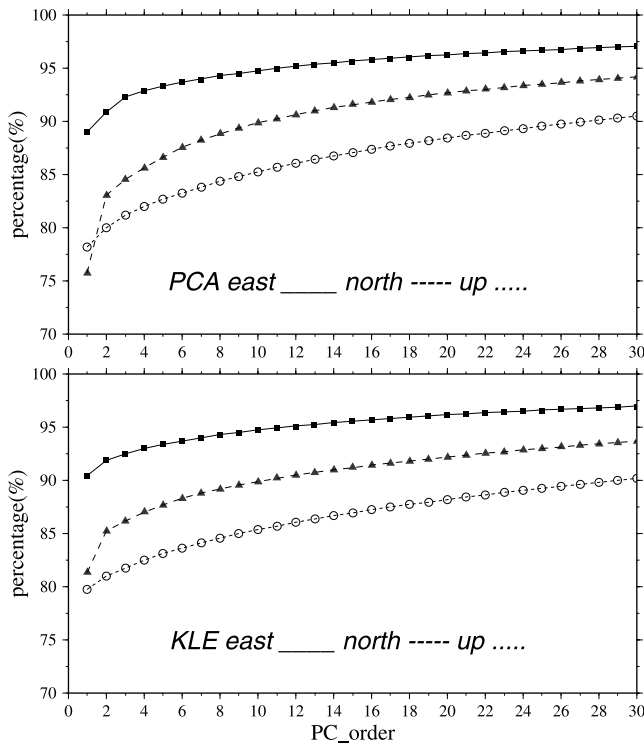 100
95
90
85
80
75
70
percentage(%)
PCA east ____ north ----- up .....
0 2 4 6 8 10 12 14 16 18 20 22 24 26 28 30
100
95
90
85
80
75
70
percentage(%)
KLE east ____ north ----- up .....
0 2 4 6 8 10 12 14 16 18 20 22 24 26 28 30
PC_order